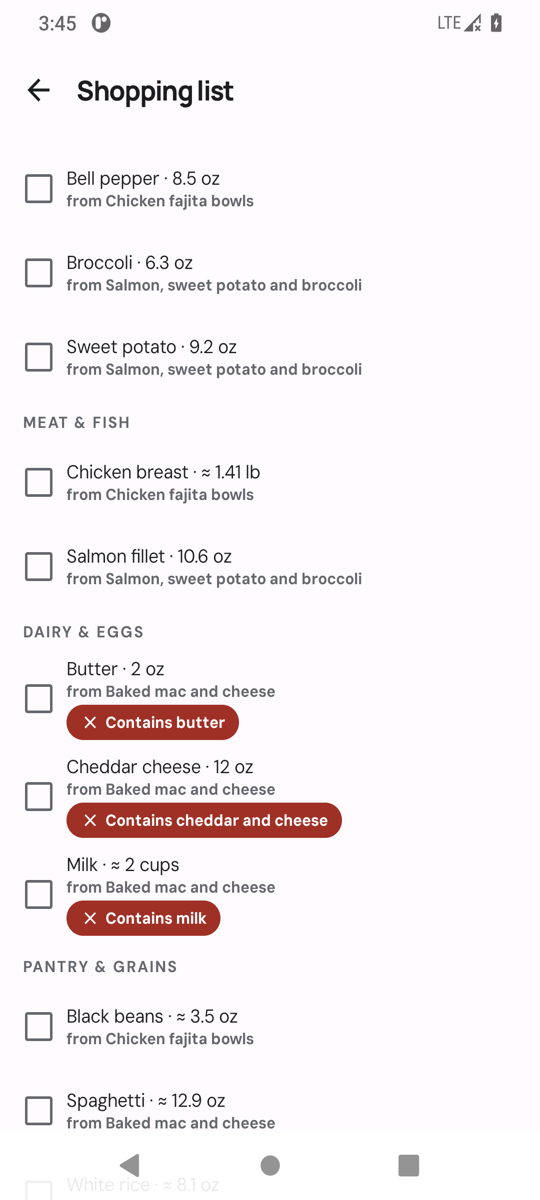 3:45
LTE
Shopping list
Bell pepper · 8.5 oz
from Chicken fajita bowls
Broccoli · 6.3 oz
from Salmon, sweet potato and broccoli
Sweet potato · 9.2 oz
from Salmon, sweet potato and broccoli
MEAT & FISH
Chicken breast · ≈ 1.41 lb
from Chicken fajita bowls
Salmon fillet · 10.6 oz
from Salmon, sweet potato and broccoli
DAIRY & EGGS
Butter · 2 oz
from Baked mac and cheese
Contains butter
Cheddar cheese · 12 oz
from Baked mac and cheese
Contains cheddar and cheese
Milk · ≈ 2 cups
from Baked mac and cheese
Contains milk
PANTRY & GRAINS
Black beans · ≈ 3.5 oz
from Chicken fajita bowls
Spaghetti · ≈ 12.9 oz
from Baked mac and cheese
White rice · ≈ 8.1 oz